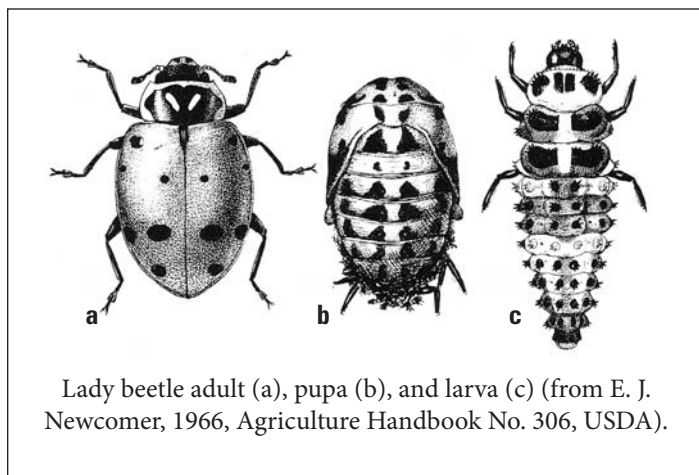 a
b
c
Lady beetle adult (a), pupa (b), and larva (c) (from E. J.
Newcomer, 1966, Agriculture Handbook No. 306, USDA).